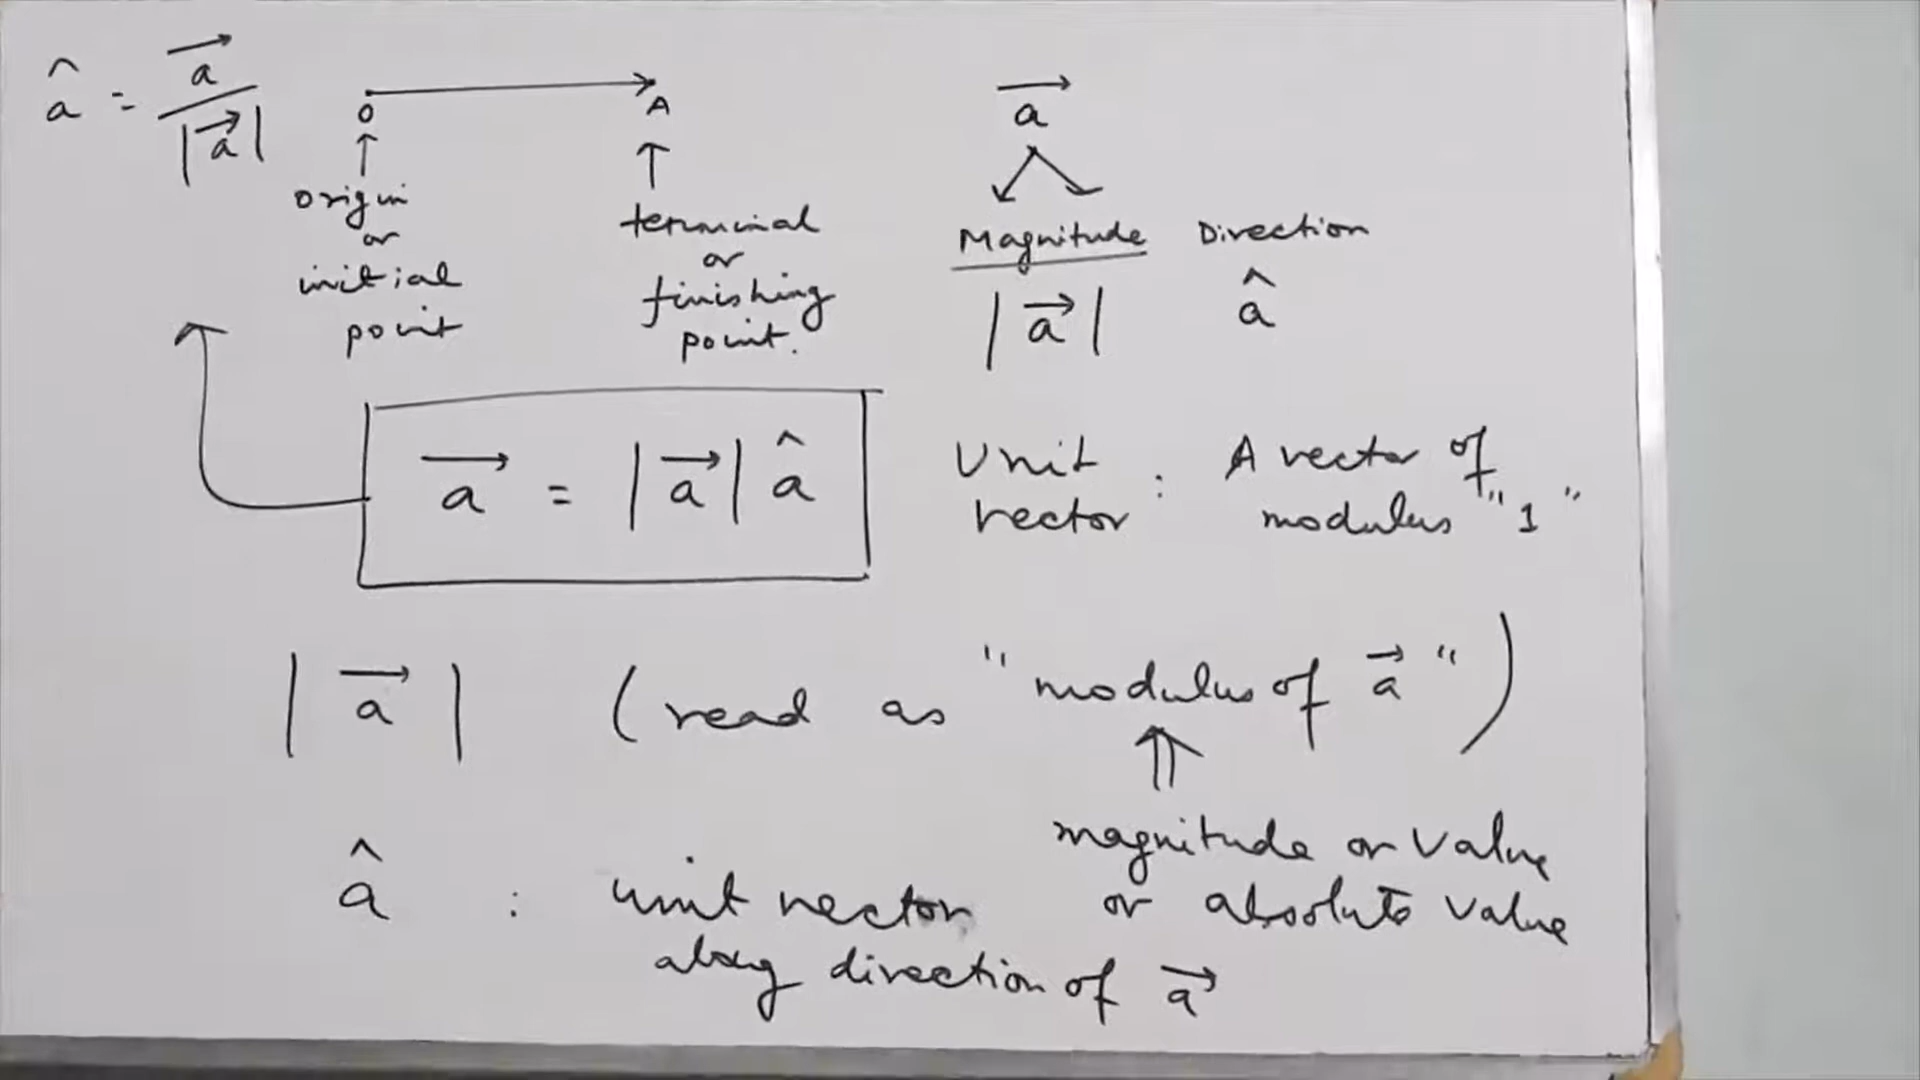 â = a⃗ / |a⃗|
O → A
↑
origin
or
initial
point
↑
terminal
or
finishing
point.
a⃗
Magnitude Direction
|a⃗| â
a⃗ = |a⃗| â
Unit vector : A vector of modulus "1"
|a⃗| (read as "modulus of a⃗")
magnitude or value
or absolute value
â : unit vector
along direction of a⃗